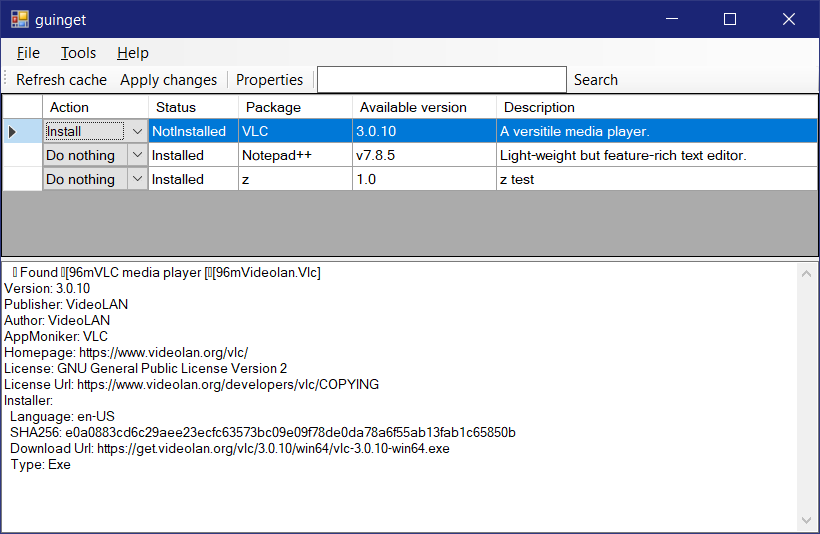 guinget
File Tools Help
Refresh cache Apply changes Properties Search
Action Status Package Available version Description
Install NotInstalled VLC 3.0.10 A versitile media player.
Do nothing Installed Notepad++ v7.8.5 Light-weight but feature-rich text editor.
Do nothing Installed z 1.0 z test
▯ Found ▯[96mVLC media player [▯[96mVideolan.Vlc]
Version: 3.0.10
Publisher: VideoLAN
Author: VideoLAN
AppMoniker: VLC
Homepage: https://www.videolan.org/vlc/
License: GNU General Public License Version 2
License Url: https://www.videolan.org/developers/vlc/COPYING
Installer:
Language: en-US
SHA256: e0a0883cd6c29aee23ecfc63573bc09e09f78de0da78a6f55ab13fab1c65850b
Download Url: https://get.videolan.org/vlc/3.0.10/win64/vlc-3.0.10-win64.exe
Type: Exe